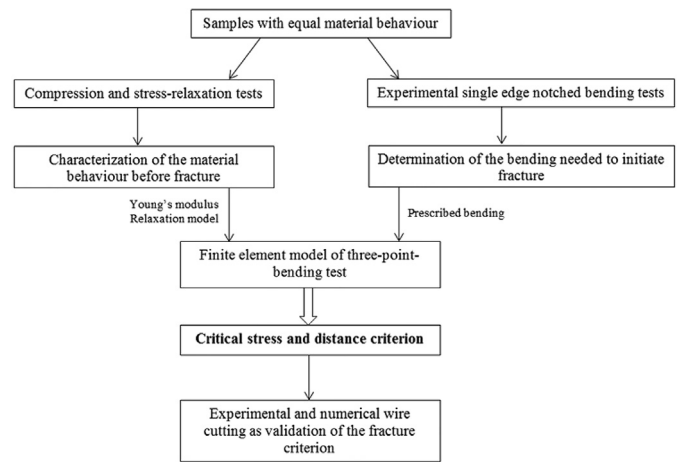 Samples with equal material behaviour
Compression and stress-relaxation tests
Experimental single edge notched bending tests
Characterization of the material
behaviour before fracture
Determination of the bending needed to initiate
fracture
Young's modulus
Relaxation model
Prescribed bending
Finite element model of three-point-
bending test
Critical stress and distance criterion
Experimental and numerical wire
cutting as validation of the fracture
criterion